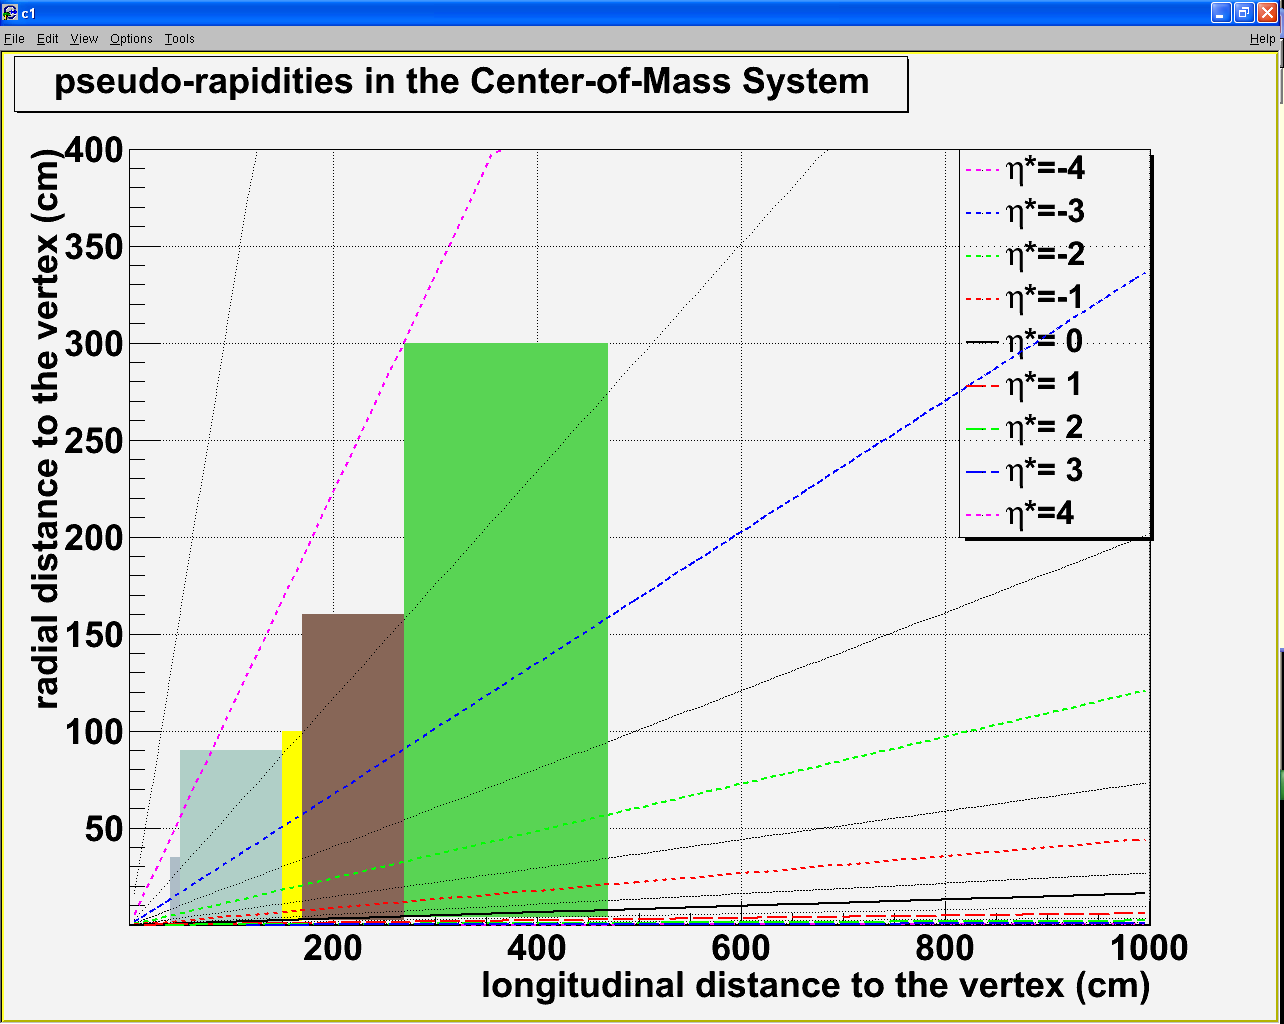 c1
File Edit View Options Tools Help
pseudo-rapidities in the Center-of-Mass System
radial distance to the vertex (cm)
400
350
300
250
200
150
100
50
η*=-4
η*=-3
η*=-2
η*=-1
η*= 0
η*= 1
η*= 2
η*= 3
η*=4
200 400 600 800 1000
longitudinal distance to the vertex (cm)